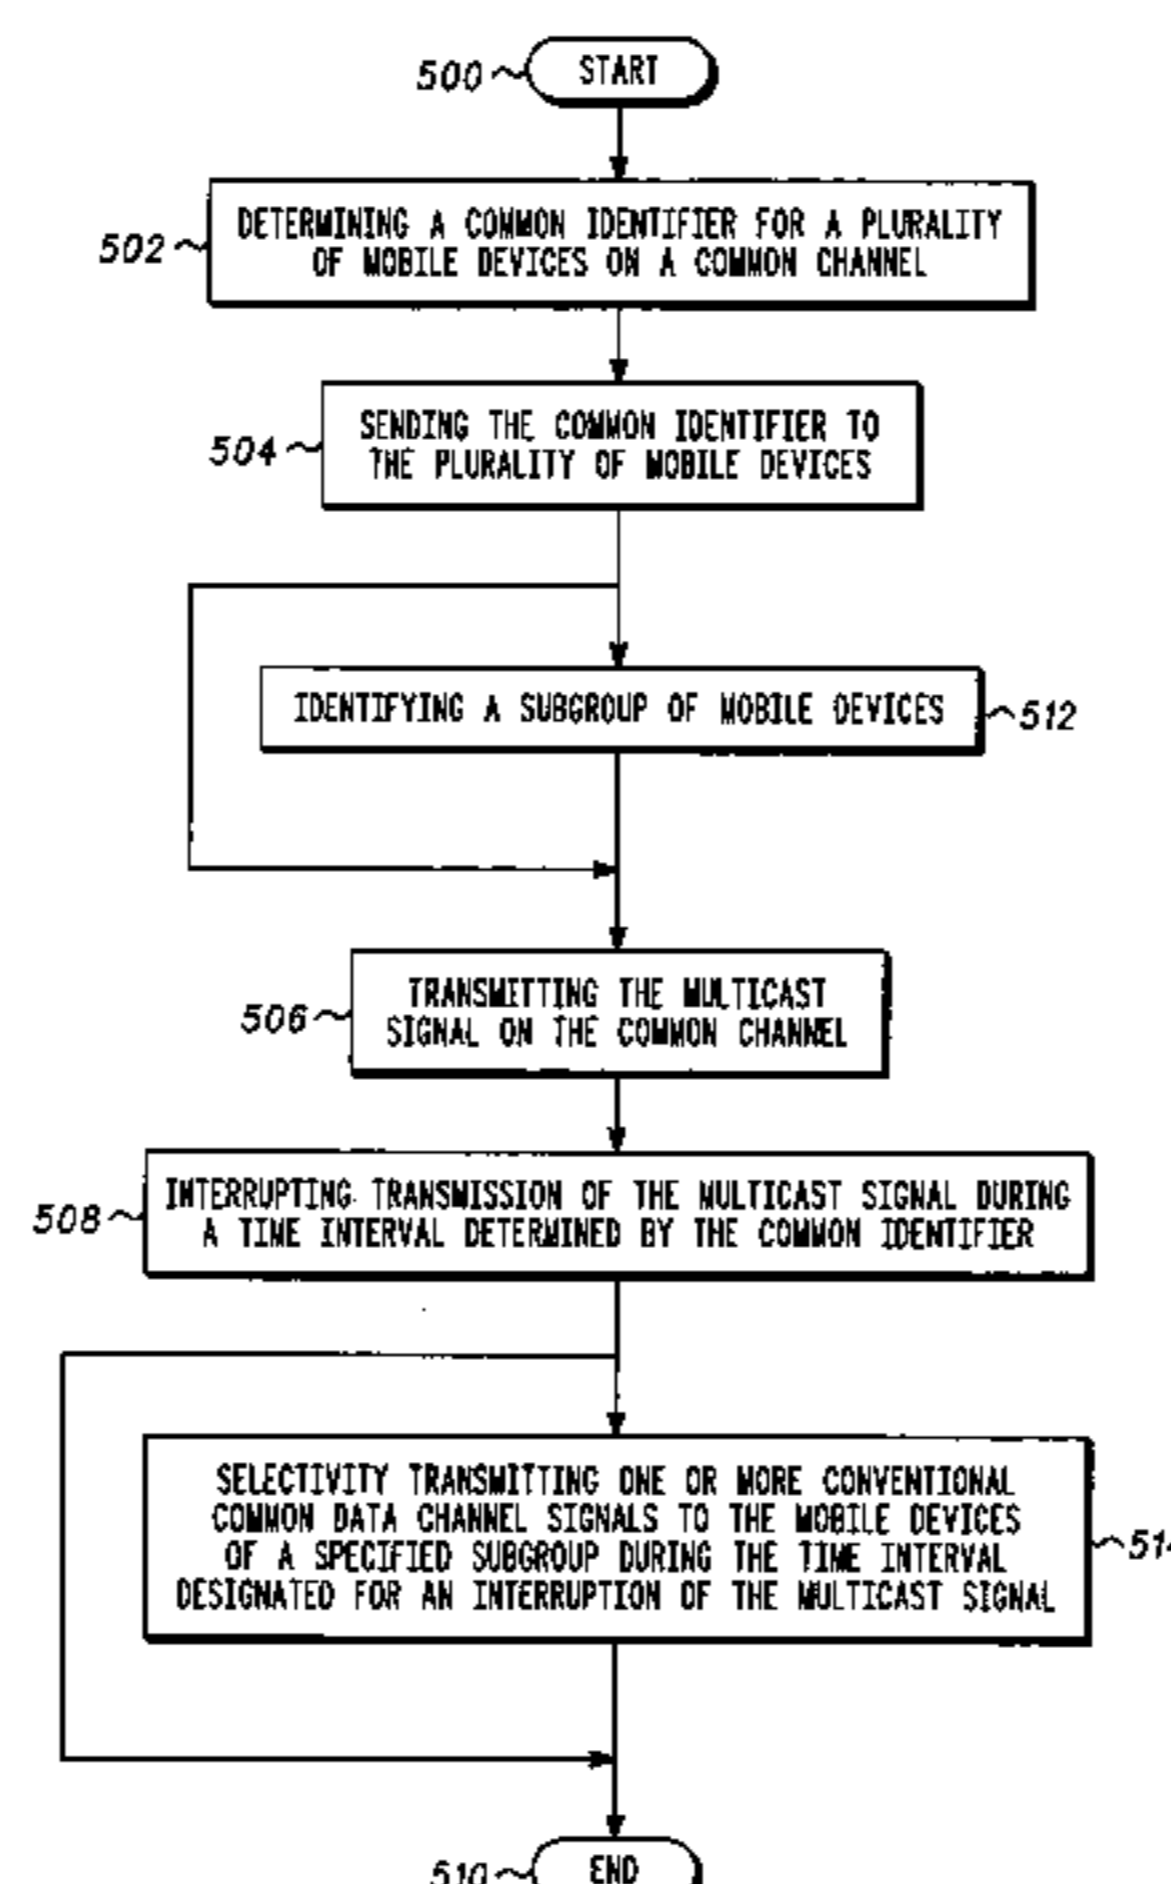 500 START
502 DETERMINING A COMMON IDENTIFIER FOR A PLURALITY
OF MOBILE DEVICES ON A COMMON CHANNEL
504 SENDING THE COMMON IDENTIFIER TO
THE PLURALITY OF MOBILE DEVICES
IDENTIFYING A SUBGROUP OF MOBILE DEVICES 512
506 TRANSMITTING THE MULTICAST
SIGNAL ON THE COMMON CHANNEL
508 INTERRUPTING TRANSMISSION OF THE MULTICAST SIGNAL DURING
A TIME INTERVAL DETERMINED BY THE COMMON IDENTIFIER
SELECTIVITY TRANSMITTING ONE OR MORE CONVENTIONAL
COMMON DATA CHANNEL SIGNALS TO THE MOBILE DEVICES
OF A SPECIFIED SUBGROUP DURING THE TIME INTERVAL
DESIGNATED FOR AN INTERRUPTION OF THE MULTICAST SIGNAL
514
510 END